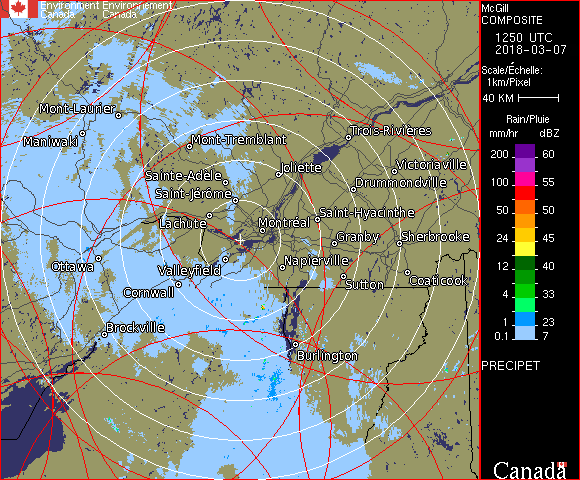 Environment Environnement
Canada Canada
Mont-Laurier
Maniwaki
Mont-Tremblant
Trois-Rivières
Sainte-Adèle
Joliette
Victoriaville
Saint-Jérôme
Drummondville
Lachute
Montréal
Saint-Hyacinthe
Granby
Sherbrooke
Ottawa
Valleyfield
Napierville
Cornwall
Sutton
Coaticook
Brockville
Burlington
McGill
COMPOSITE
1250 UTC
2018-03-07
Scale/Échelle:
1km/Pixel
40 KM
Rain/Pluie
mm/hr dBZ
200 60
155 57
100 55
50 50
24 45
12 40
4 33
1 23
0.1 7
PRECIPET
Canada